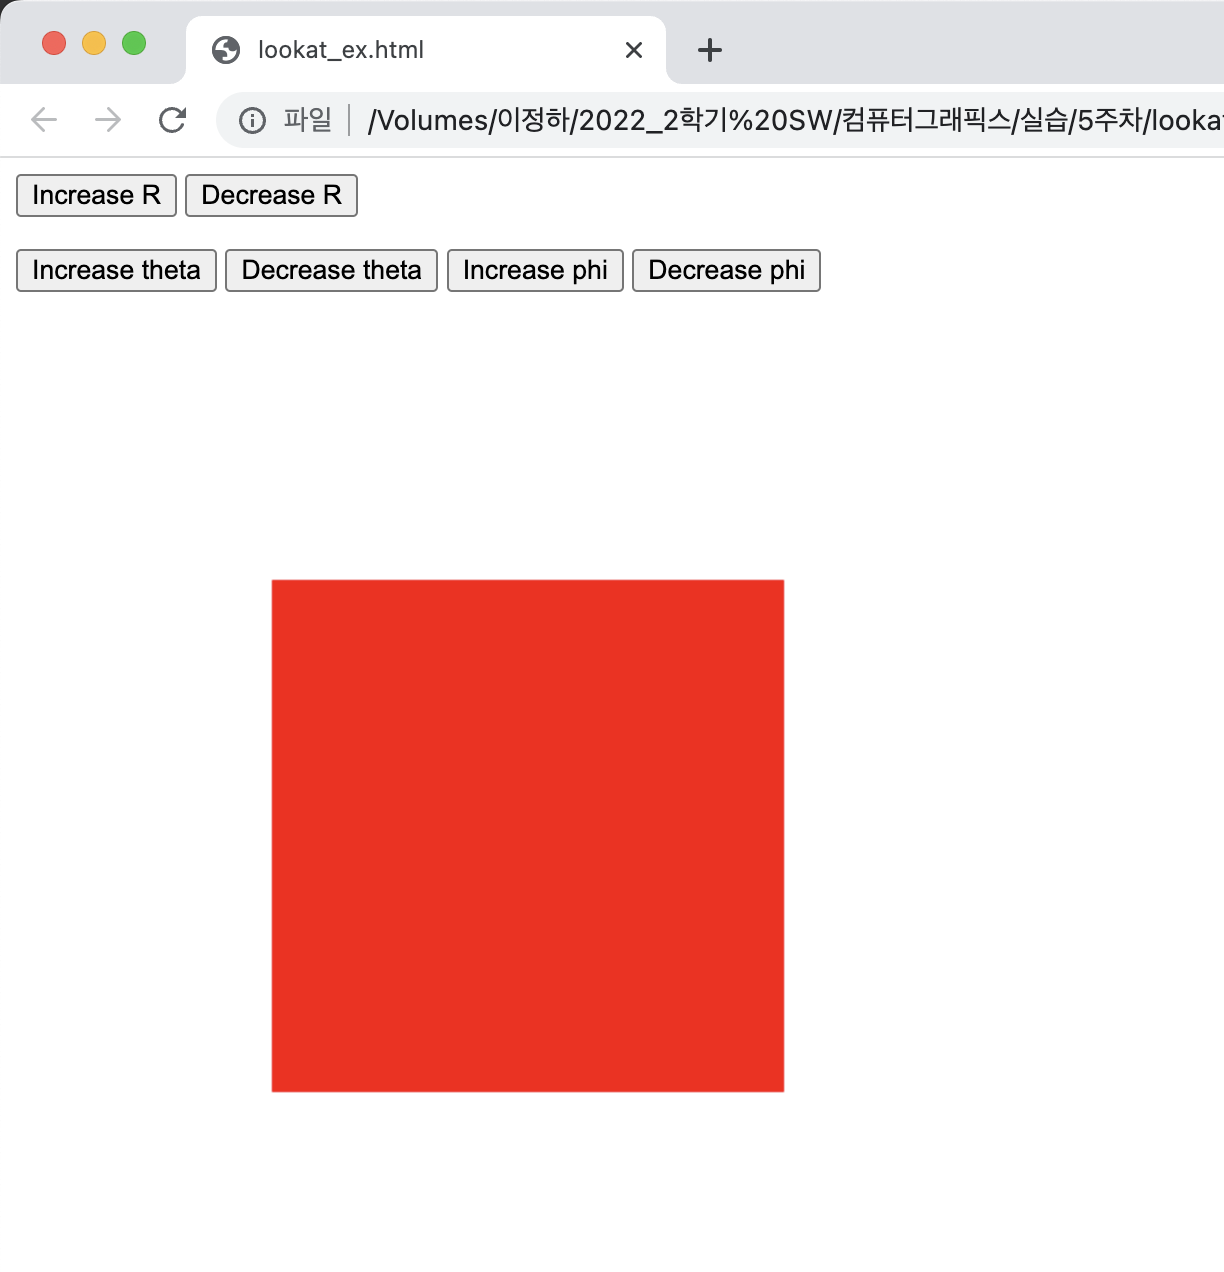 lookat_ex.html
파일 /Volumes/이정하/2022_2학기%20SW/컴퓨터그래픽스/실습/5주차/looka
Increase R Decrease R
Increase theta Decrease theta Increase phi Decrease phi